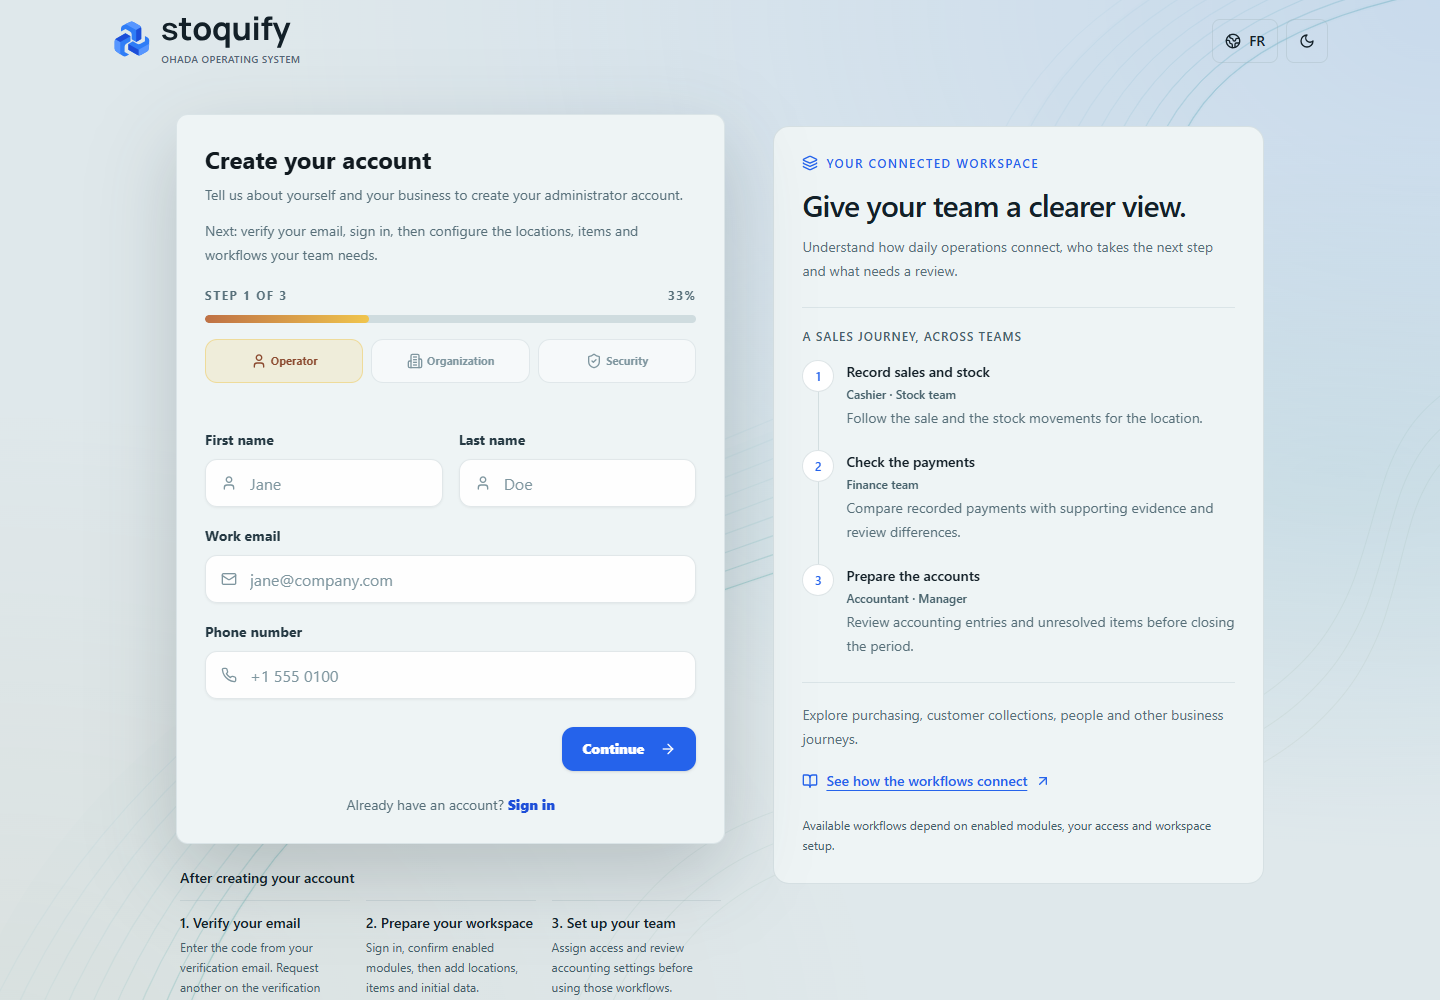 stoquify
OHADA OPERATING SYSTEM
FR
Create your account
Tell us about yourself and your business to create your administrator account.
Next: verify your email, sign in, then configure the locations, items and
workflows your team needs.
STEP 1 OF 3
33%
Operator
Organization
Security
First name
Last name
Jane
Doe
Work email
jane@company.com
Phone number
+1 555 0100
Continue
Already have an account? Sign in
After creating your account
1. Verify your email
Enter the code from your
verification email. Request
another on the verification
2. Prepare your workspace
Sign in, confirm enabled
modules, then add locations,
items and initial data.
3. Set up your team
Assign access and review
accounting settings before
using those workflows.
YOUR CONNECTED WORKSPACE
Give your team a clearer view.
Understand how daily operations connect, who takes the next step
and what needs a review.
A SALES JOURNEY, ACROSS TEAMS
1
Record sales and stock
Cashier · Stock team
Follow the sale and the stock movements for the location.
2
Check the payments
Finance team
Compare recorded payments with supporting evidence and
review differences.
3
Prepare the accounts
Accountant · Manager
Review accounting entries and unresolved items before closing
the period.
Explore purchasing, customer collections, people and other business
journeys.
See how the workflows connect
Available workflows depend on enabled modules, your access and workspace
setup.